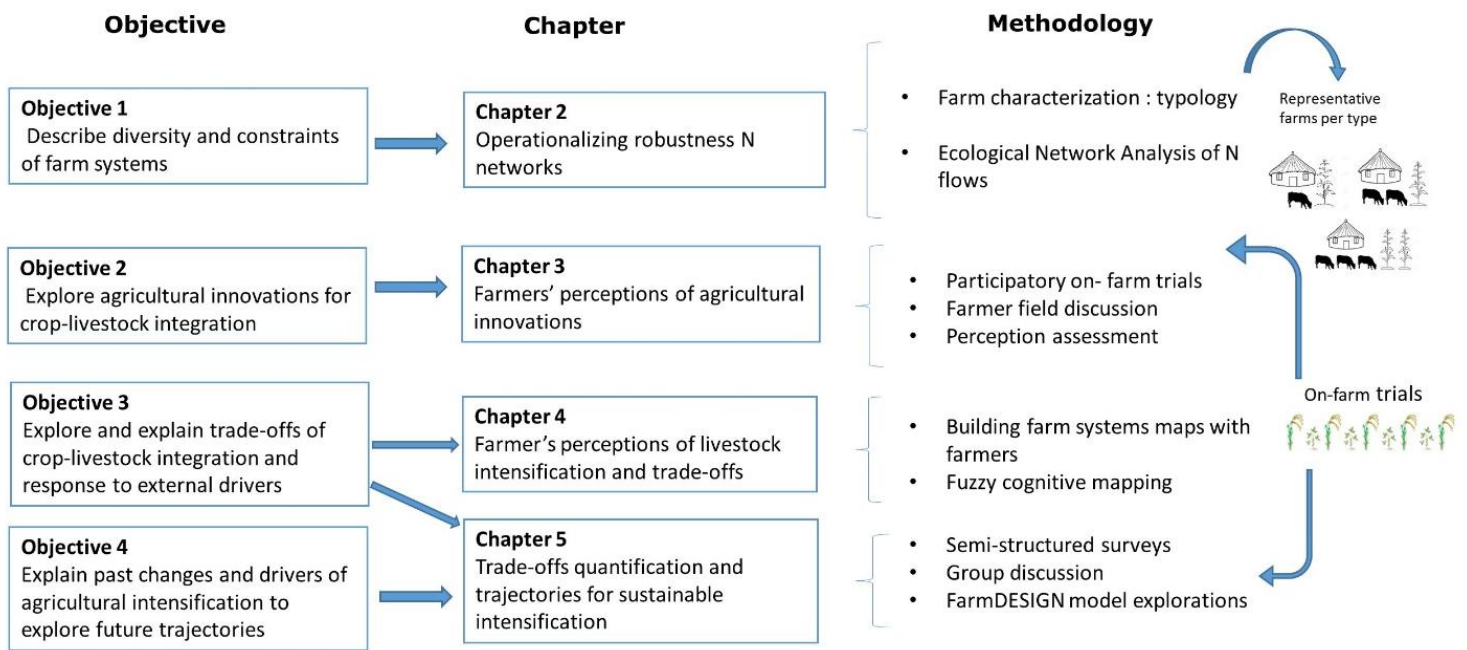 Objective
Chapter
Methodology
Objective 1
Describe diversity and constraints
of farm systems
Chapter 2
Operationalizing robustness N
networks
• Farm characterization : typology
• Ecological Network Analysis of N
flows
Representative
farms per type
Objective 2
Explore agricultural innovations for
crop-livestock integration
Chapter 3
Farmers' perceptions of agricultural
innovations
• Participatory on- farm trials
• Farmer field discussion
• Perception assessment
Objective 3
Explore and explain trade-offs of
crop-livestock integration and
response to external drivers
Chapter 4
Farmer's perceptions of livestock
intensification and trade-offs
• Building farm systems maps with
farmers
• Fuzzy cognitive mapping
On-farm trials
Objective 4
Explain past changes and drivers of
agricultural intensification to
explore future trajectories
Chapter 5
Trade-offs quantification and
trajectories for sustainable
intensification
• Semi-structured surveys
• Group discussion
• FarmDESIGN model explorations